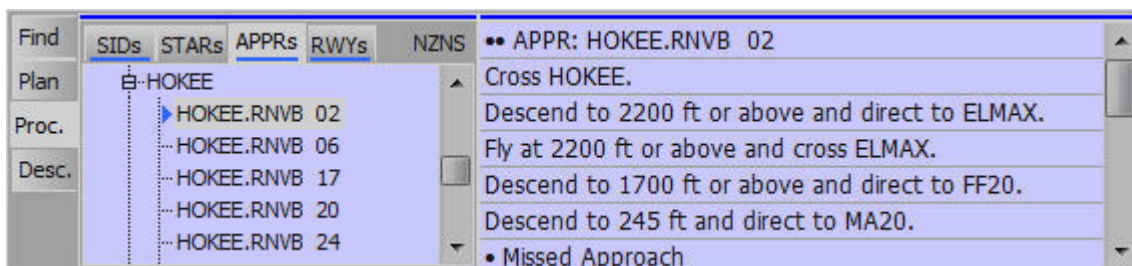 Find
Plan
Proc.
Desc.
SIDs STARs APPRs RWYs NZNS
HOKEE
HOKEE.RNVB 02
HOKEE.RNVB 06
HOKEE.RNVB 17
HOKEE.RNVB 20
HOKEE.RNVB 24
•• APPR: HOKEE.RNVB 02
Cross HOKEE.
Descend to 2200 ft or above and direct to ELMAX.
Fly at 2200 ft or above and cross ELMAX.
Descend to 1700 ft or above and direct to FF20.
Descend to 245 ft and direct to MA20.
• Missed Approach